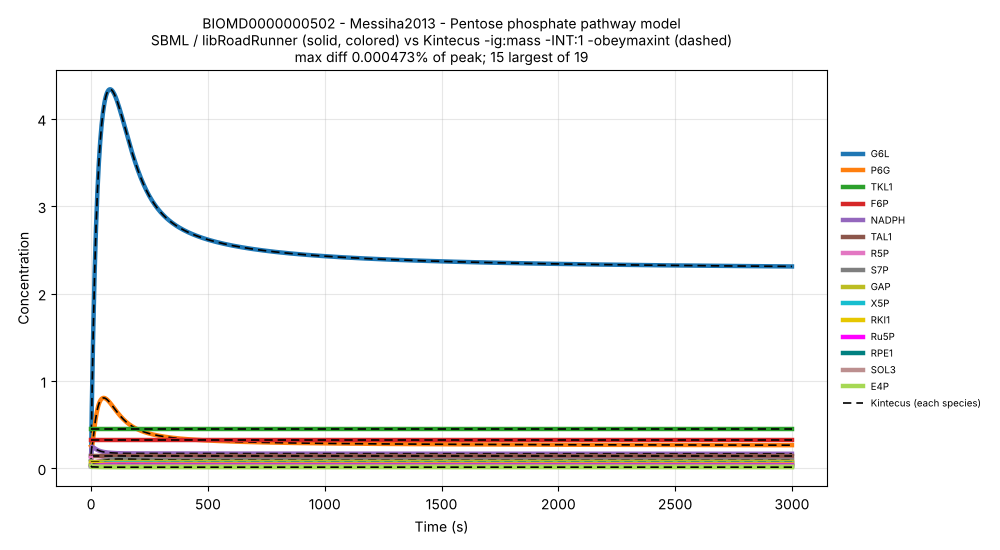 BIOMD0000000502 - Messiha2013 - Pentose phosphate pathway model
SBML / libRoadRunner (solid, colored) vs Kintecus -ig:mass -INT:1 -obeymaxint (dashed)
max diff 0.000473% of peak; 15 largest of 19
Concentration
4
3
2
1
0
0
500
1000
1500
2000
2500
3000
Time (s)
G6L
P6G
TKL1
F6P
NADPH
TAL1
R5P
S7P
GAP
X5P
RKI1
Ru5P
RPE1
SOL3
E4P
Kintecus (each species)